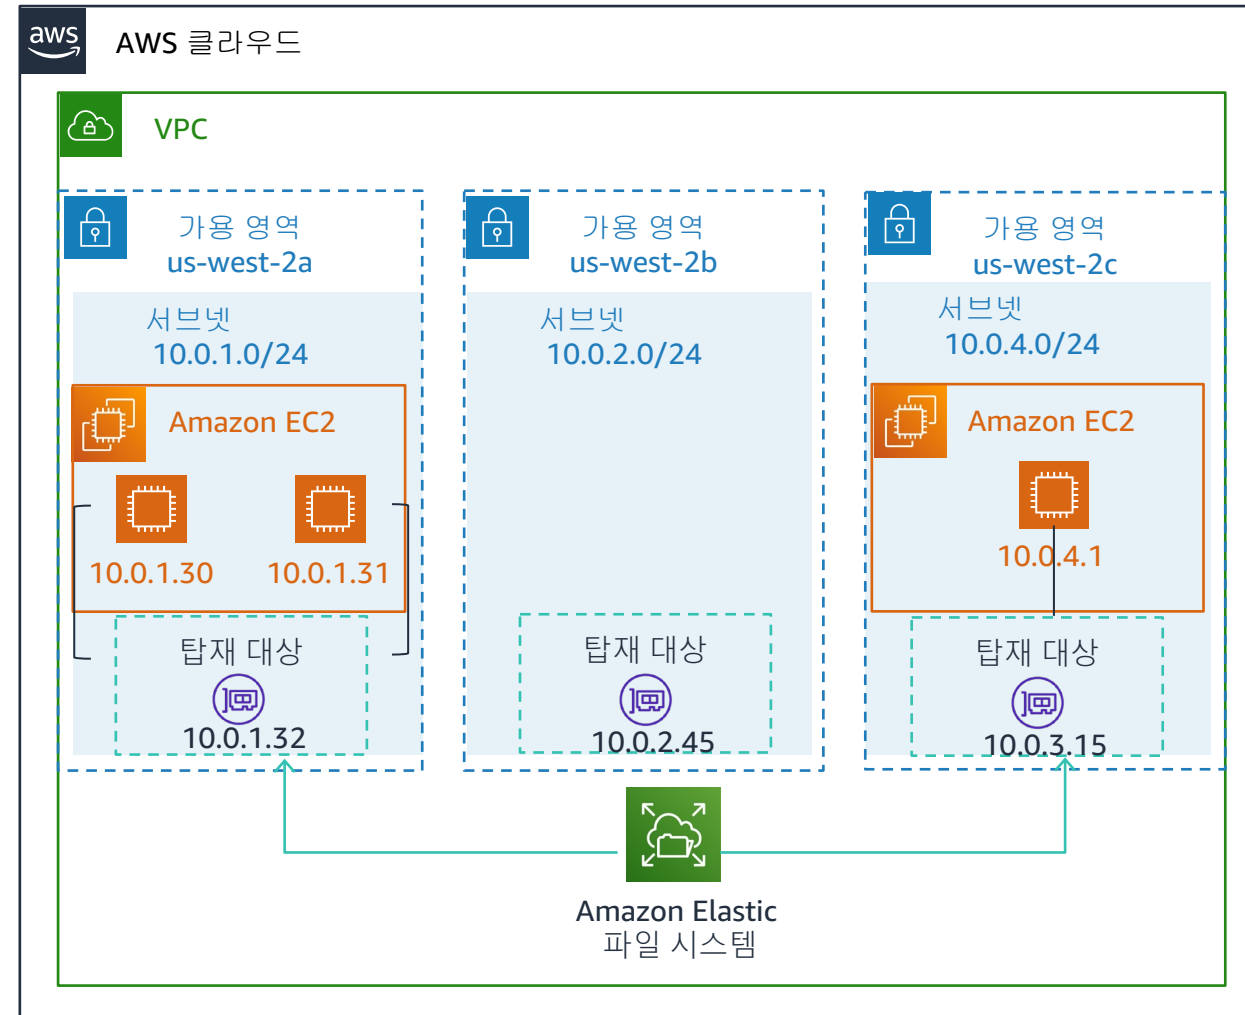 aws
AWS 클라우드
VPC
가용 영역
us-west-2a
서브넷
10.0.1.0/24
Amazon EC2
10.0.1.30
10.0.1.31
탑재 대상
10.0.1.32
가용 영역
us-west-2b
서브넷
10.0.2.0/24
탑재 대상
10.0.2.45
가용 영역
us-west-2c
서브넷
10.0.4.0/24
Amazon EC2
10.0.4.1
탑재 대상
10.0.3.15
Amazon Elastic
파일 시스템